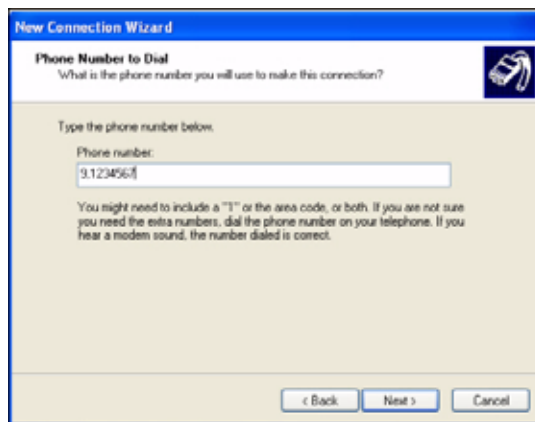 New Connection Wizard
Phone Number to Dial
What is the phone number you will use to make this connection?
Type the phone number below.
Phone number:
9,1234567
You might need to include a "1" or the area code, or both. If you are not sure
you need the extra numbers, dial the phone number on your telephone. If you
hear a modem sound, the number dialed is correct.
< Back
Next >
Cancel